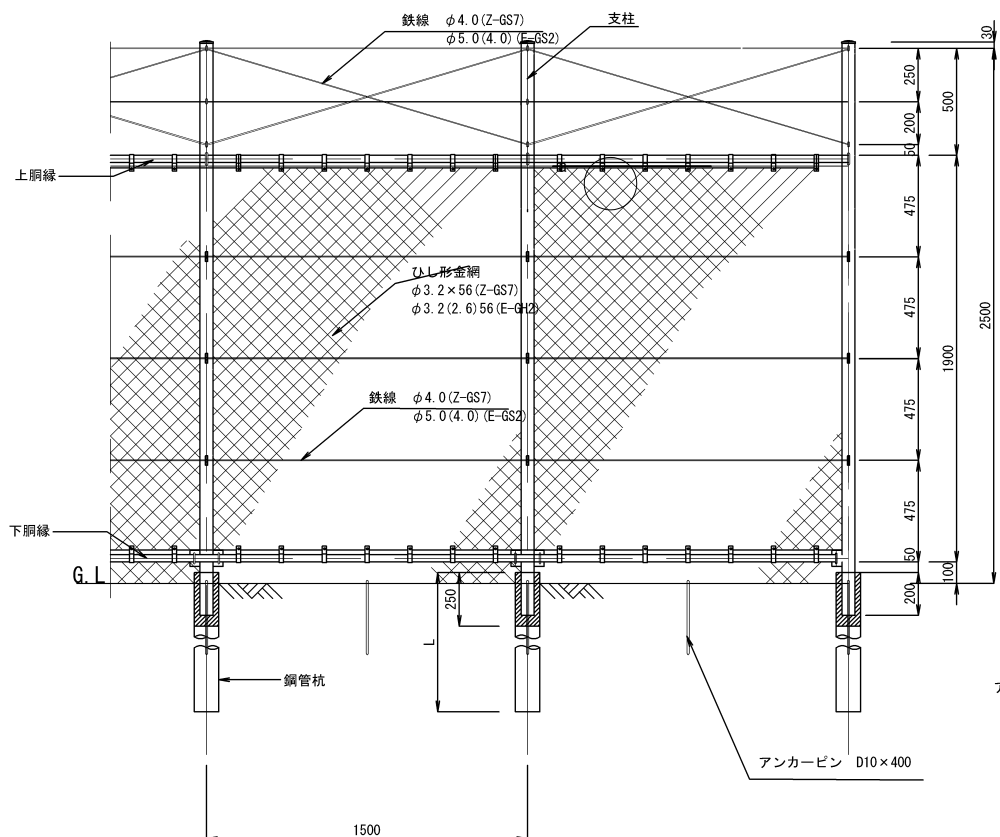 鉄線 φ4.0(Z-GS7)
φ5.0(4.0)(E-GS2)
支柱
30
250
500
200
50
上胴縁
475
ひし形金網
φ3.2×56(Z-GS7)
φ3.2(2.6)56(E-GH2)
475
2500
1900
鉄線 φ4.0(Z-GS7)
φ5.0(4.0)(E-GS2)
475
475
下胴縁
50
G.L
100
250
200
L
鋼管杭
アンカーピン D10×400
1500